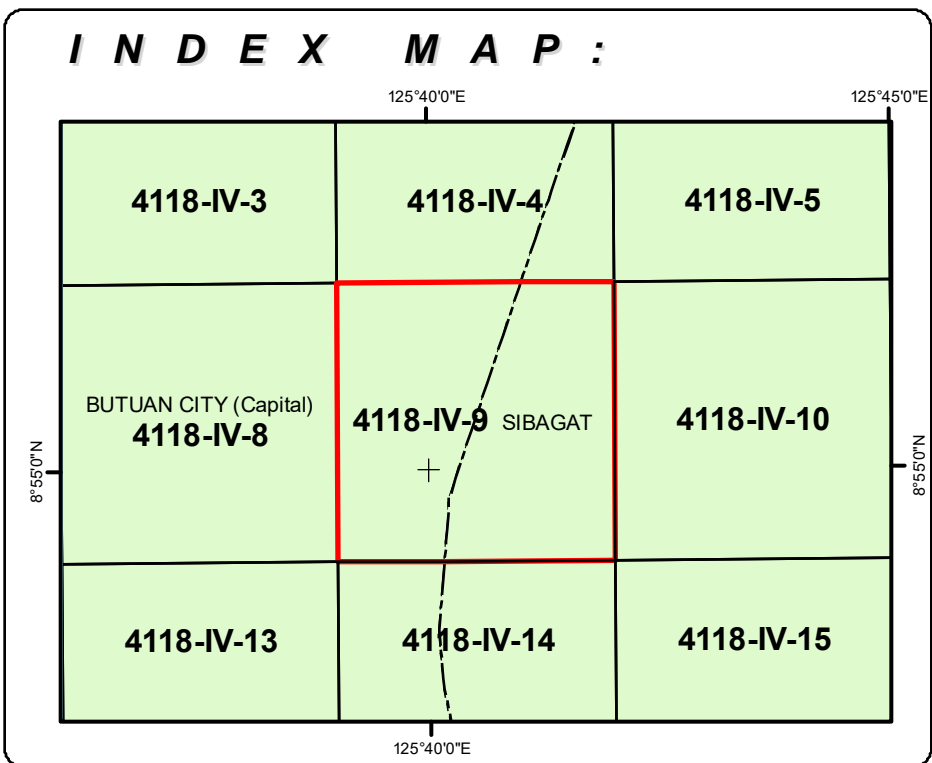 INDEX MAP:
125°40'0"E
125°45'0"E
4118-IV-3
4118-IV-4
4118-IV-5
BUTUAN CITY (Capital)
4118-IV-8
4118-IV-9
SIBAGAT
4118-IV-10
8°55'0"N
8°55'0"N
4118-IV-13
4118-IV-14
4118-IV-15
125°40'0"E